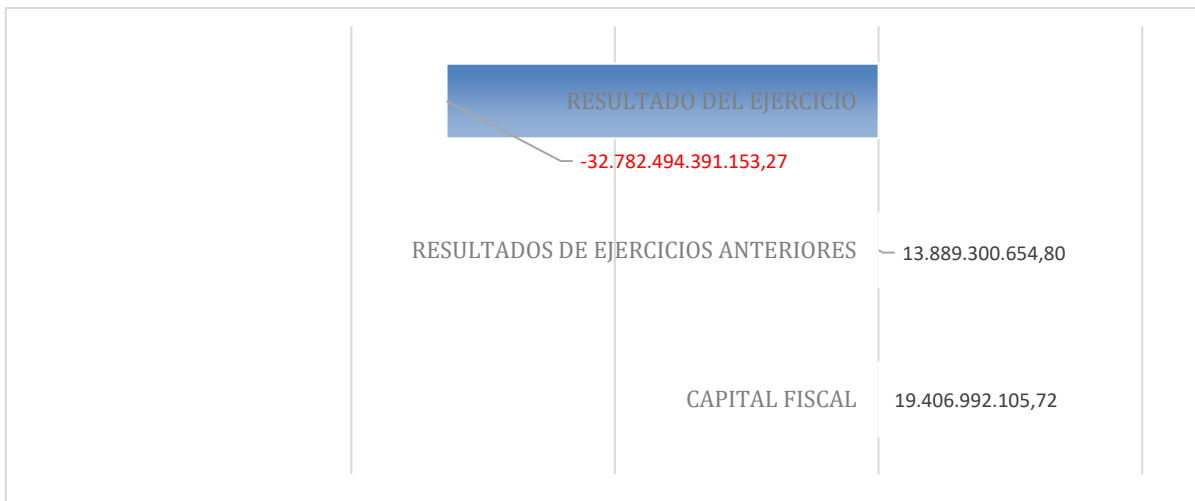 RESULTADO DEL EJERCICIO
-32.782.494.391.153,27
RESULTADOS DE EJERCICIOS ANTERIORES
13.889.300.654,80
CAPITAL FISCAL
19.406.992.105,72